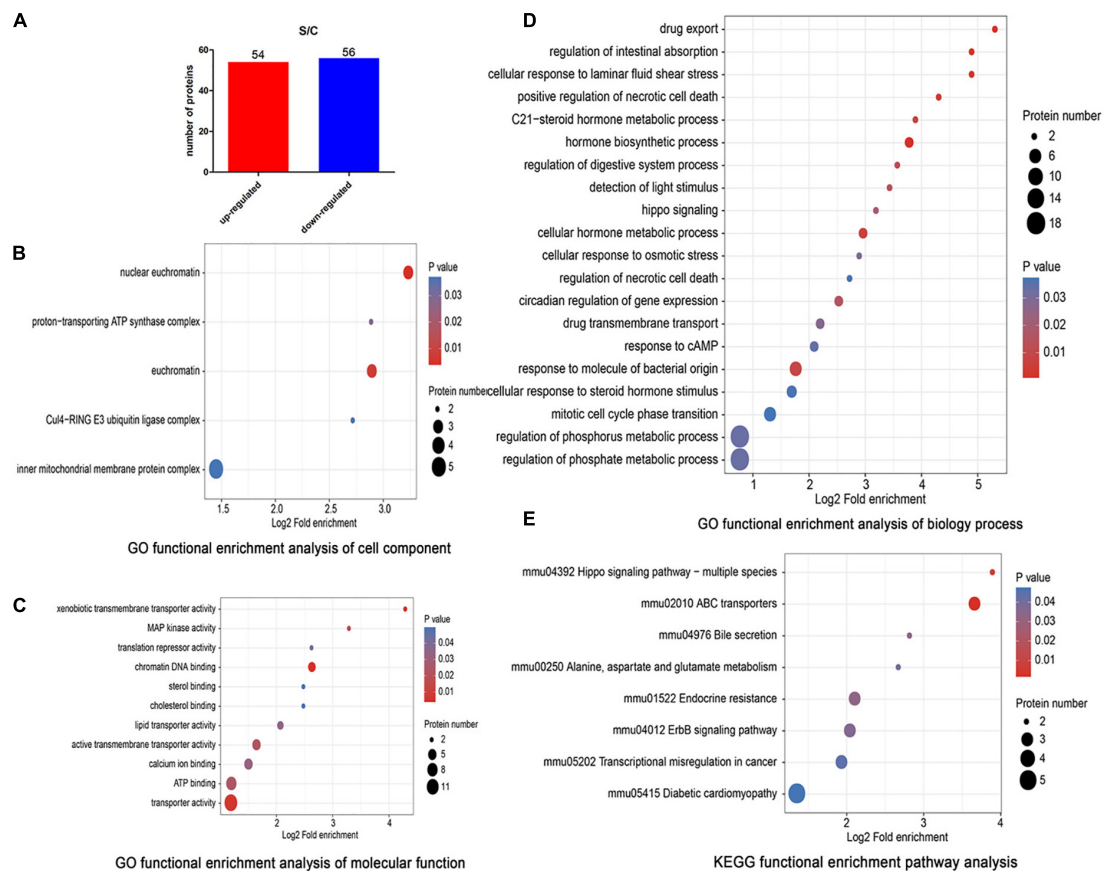 A
S/C
number of proteins
60
40
20
0
54
56
up-regulated
down-regulated
B
nuclear euchromatin
proton−transporting ATP synthase complex
euchromatin
Cul4−RING E3 ubiquitin ligase complex
inner mitochondrial membrane protein complex
1.5
2.0
2.5
3.0
Log2 Fold enrichment
P value
0.03
0.02
0.01
Protein number
2
3
4
5
GO functional enrichment analysis of cell component
C
xenobiotic transmembrane transporter activity
MAP kinase activity
translation repressor activity
chromatin DNA binding
sterol binding
cholesterol binding
lipid transporter activity
active transmembrane transporter activity
calcium ion binding
ATP binding
transporter activity
2
3
4
Log2 Fold enrichment
P value
0.04
0.03
0.02
0.01
Protein number
2
5
8
11
GO functional enrichment analysis of molecular function
D
drug export
regulation of intestinal absorption
cellular response to laminar fluid shear stress
positive regulation of necrotic cell death
C21−steroid hormone metabolic process
hormone biosynthetic process
regulation of digestive system process
detection of light stimulus
hippo signaling
cellular hormone metabolic process
cellular response to osmotic stress
regulation of necrotic cell death
circadian regulation of gene expression
drug transmembrane transport
response to cAMP
response to molecule of bacterial origin
cellular response to steroid hormone stimulus
mitotic cell cycle phase transition
regulation of phosphorus metabolic process
regulation of phosphate metabolic process
1
2
3
4
5
Log2 Fold enrichment
Protein number
2
6
10
14
18
P value
0.03
0.02
0.01
GO functional enrichment analysis of biology process
E
mmu04392 Hippo signaling pathway − multiple species
mmu02010 ABC transporters
mmu04976 Bile secretion
mmu00250 Alanine, aspartate and glutamate metabolism
mmu01522 Endocrine resistance
mmu04012 ErbB signaling pathway
mmu05202 Transcriptional misregulation in cancer
mmu05415 Diabetic cardiomyopathy
2
3
4
Log2 Fold enrichment
P value
0.04
0.03
0.02
0.01
Protein number
2
3
4
5
KEGG functional enrichment pathway analysis